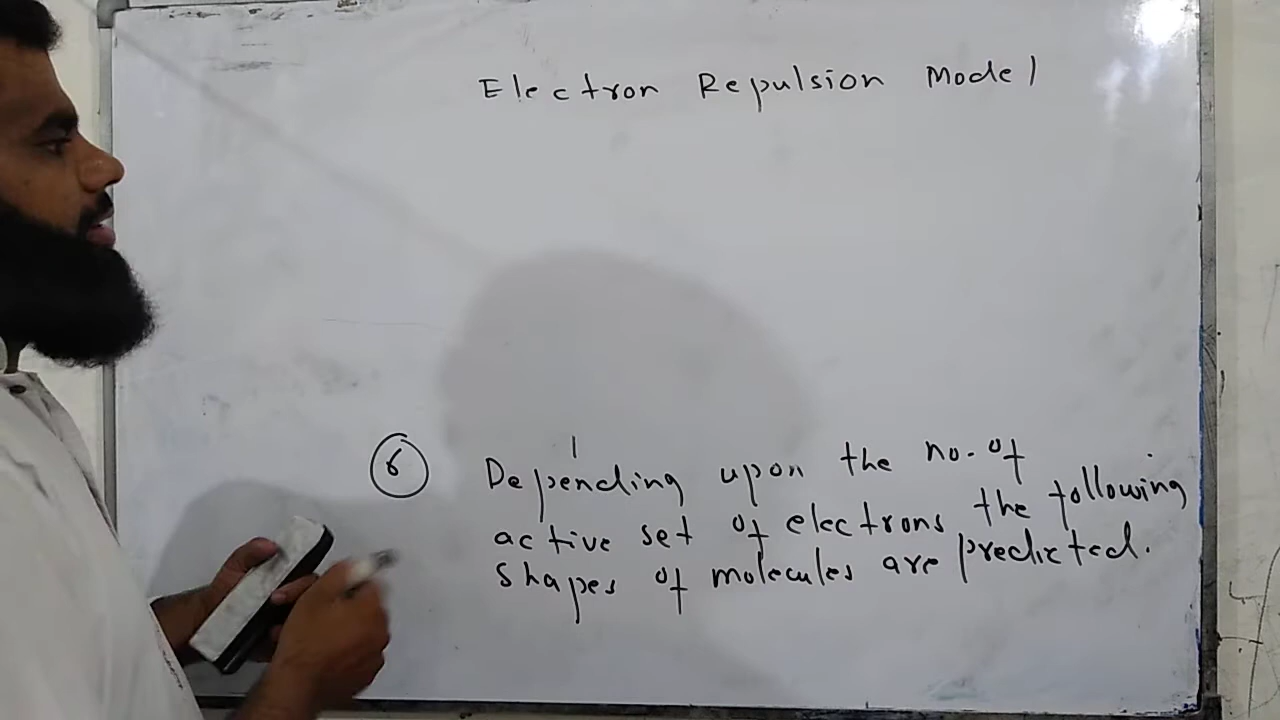 Electron Repulsion Model
6 Depending upon the no. of
active set of electrons the following
shapes of molecules are predicted.